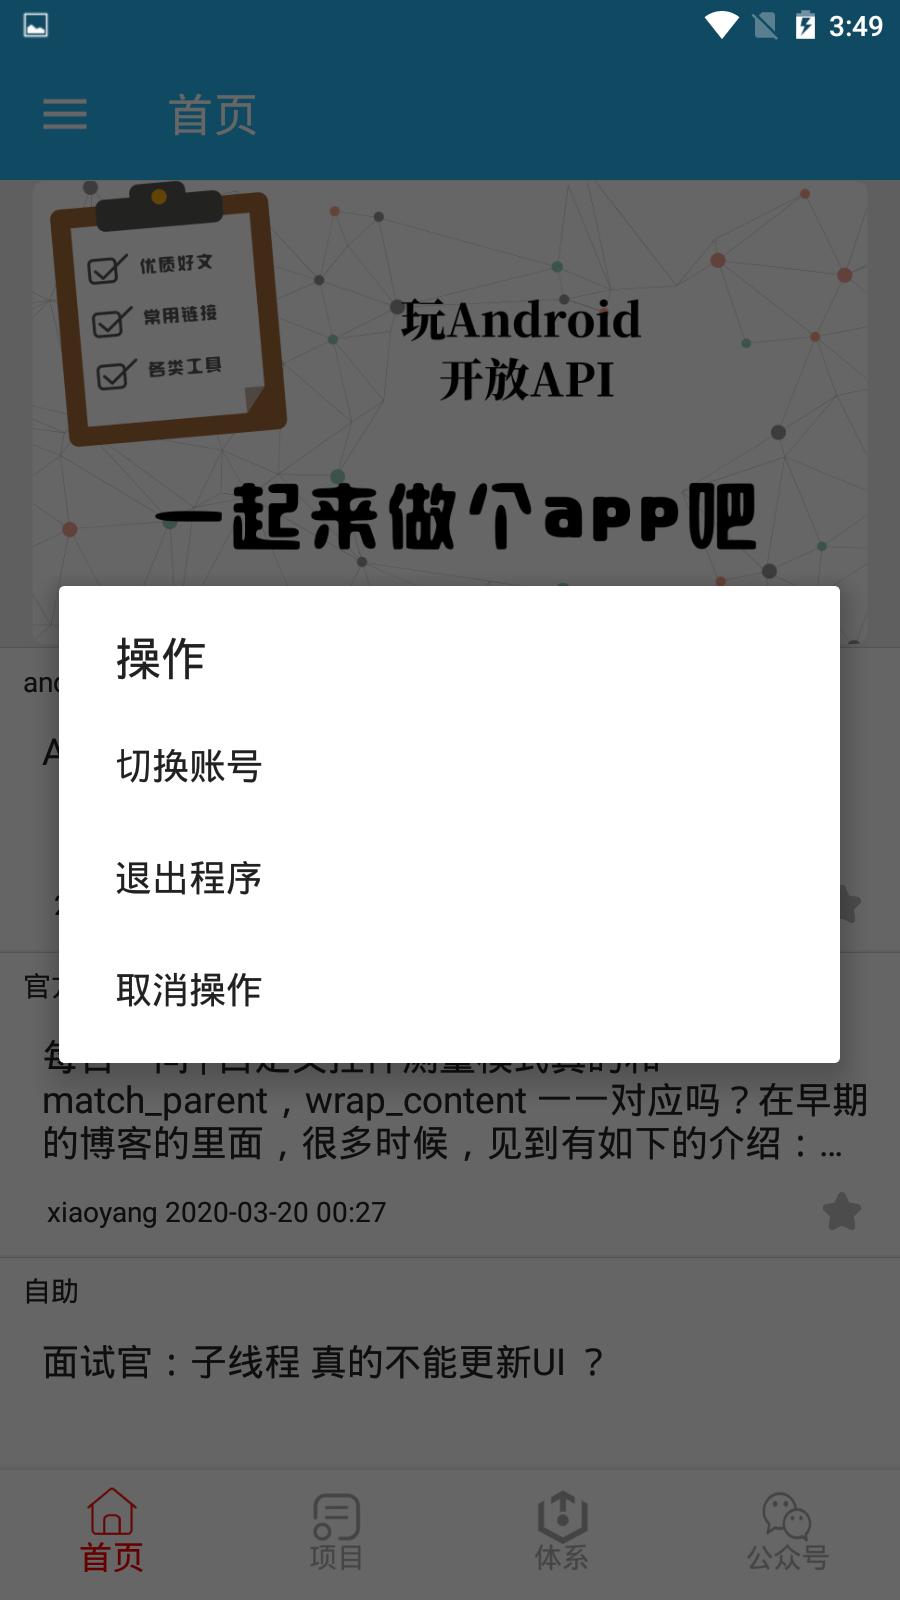 3:49
首页
优质好文
常用链接
各类工具
玩Android
开放API
一起来做个app吧
操作
切换账号
退出程序
取消操作
match_parent，wrap_content 一一对应吗？在早期
的博客的里面，很多时候，见到有如下的介绍：...
xiaoyang 2020-03-20 00:27
自助
面试官：子线程 真的不能更新UI ？
首页
项目
体系
公众号